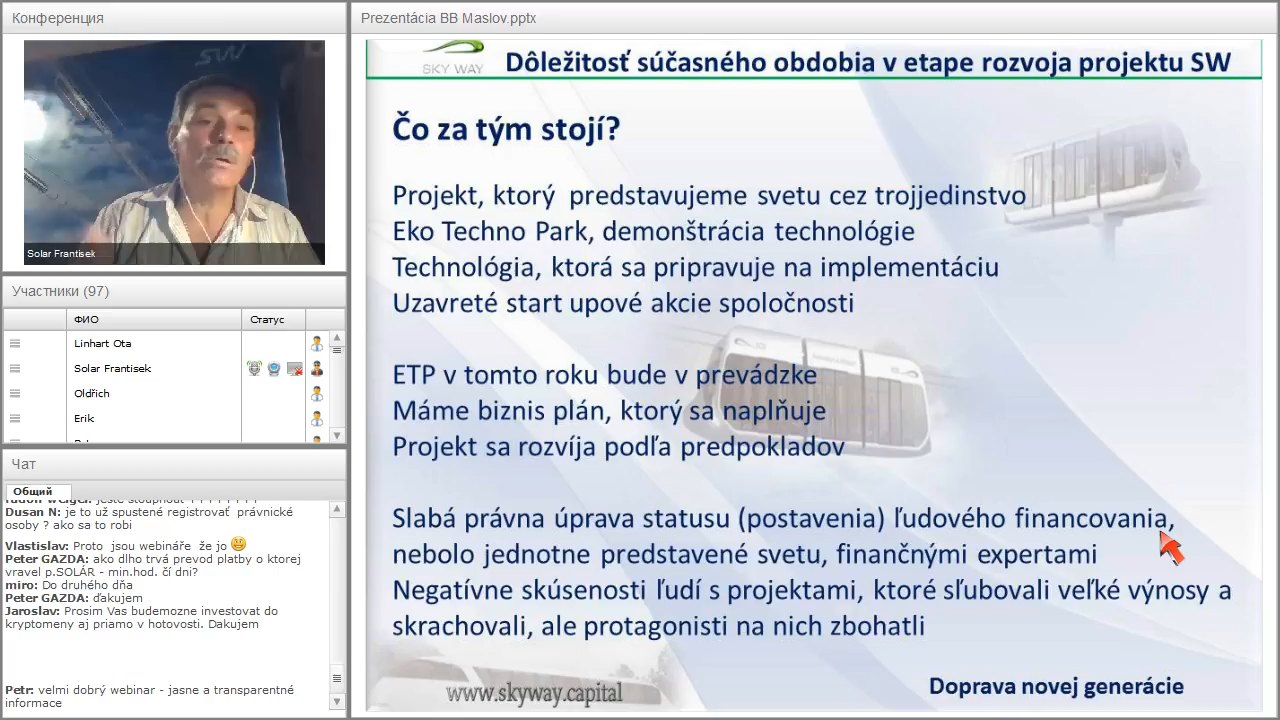 Конференция
Solar Frantisek
Участники (97)
ФИО
Статус
Linhart Ota
Solar Frantisek
Oldřich
Erik
Чат
Общий
Dusan N: je to už spustené registrovať právnické
osoby ? ako sa to robi
Vlastislav: Proto jsou webináře že jo
Peter GAZDA: ako dlho trvá prevod platby o ktorej
vravel p.SOLÁR - min.hod. čí dni?
miro: Do druhého dňa
Peter GAZDA: ďakujem
Jaroslav: Prosim Vas budemozne investovat do
kryptomeny aj priamo v hotovosti. Dakujem
Petr: velmi dobrý webinar - jasne a transparentné
informace
Prezentácia BB Maslov.pptx
SKY WAY
Dôležitosť súčasného obdobia v etape rozvoja projektu SW
Čo za tým stojí?
Projekt, ktorý predstavujeme svetu cez trojjedinstvo
Eko Techno Park, demonštrácia technológie
Technológia, ktorá sa pripravuje na implementáciu
Uzavreté start upové akcie spoločnosti
ETP v tomto roku bude v prevádzke
Máme biznis plán, ktorý sa naplňuje
Projekt sa rozvíja podľa predpokladov
Slabá právna úprava statusu (postavenia) ľudového financovania,
nebolo jednotne predstavené svetu, finančnými expertami
Negatívne skúsenosti ľudí s projektami, ktoré sľubovali veľké výnosy a
skrachovali, ale protagonisti na nich zbohatli
www.skyway.capital
Doprava novej generácie